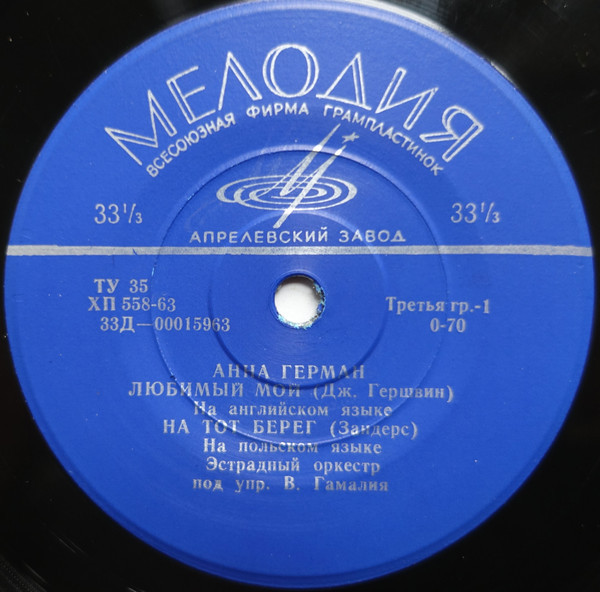 МЕЛОДИЯ
ВСЕСОЮЗНАЯ ФИРМА ГРАМПЛАСТИНОК
33⅓ 33⅓
АПРЕЛЕВСКИЙ ЗАВОД
ТУ 35
ХП 558-63 Третья гр.-1
33Д—00015963 0-70
АННА ГЕРМАН
ЛЮБИМЫЙ МОЙ (Дж. Гершвин)
На английском языке
НА ТОТ БЕРЕГ (Зандерс)
На польском языке
Эстрадный оркестр
под упр. В. Гамалия